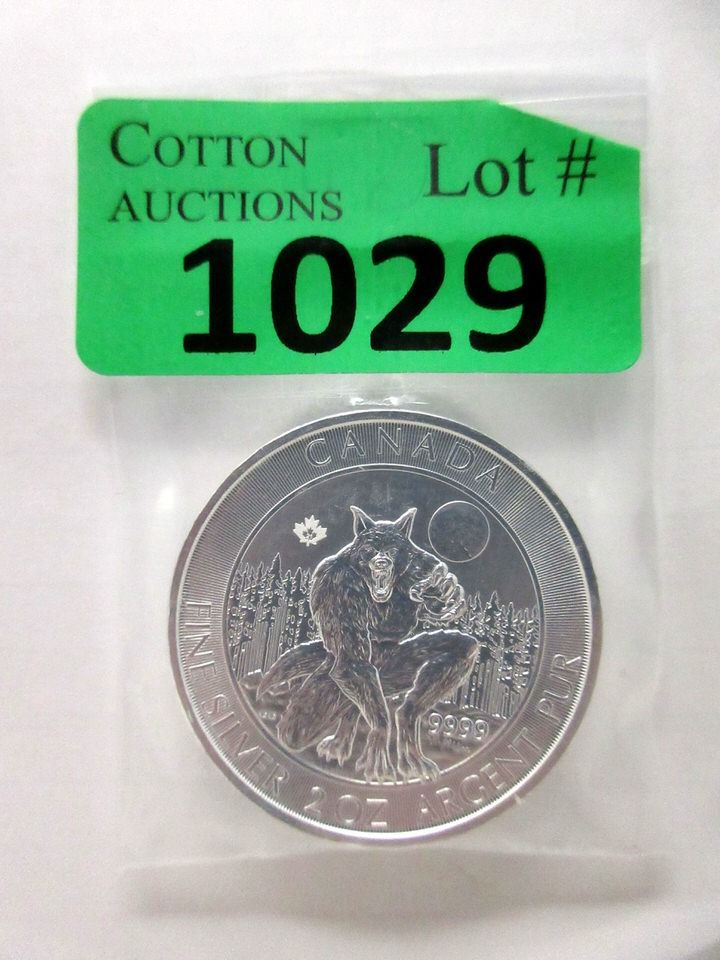 COTTON
AUCTIONS
Lot #
1029
CANADA
9999
FINE SILVER 2 OZ ARGENT PUR